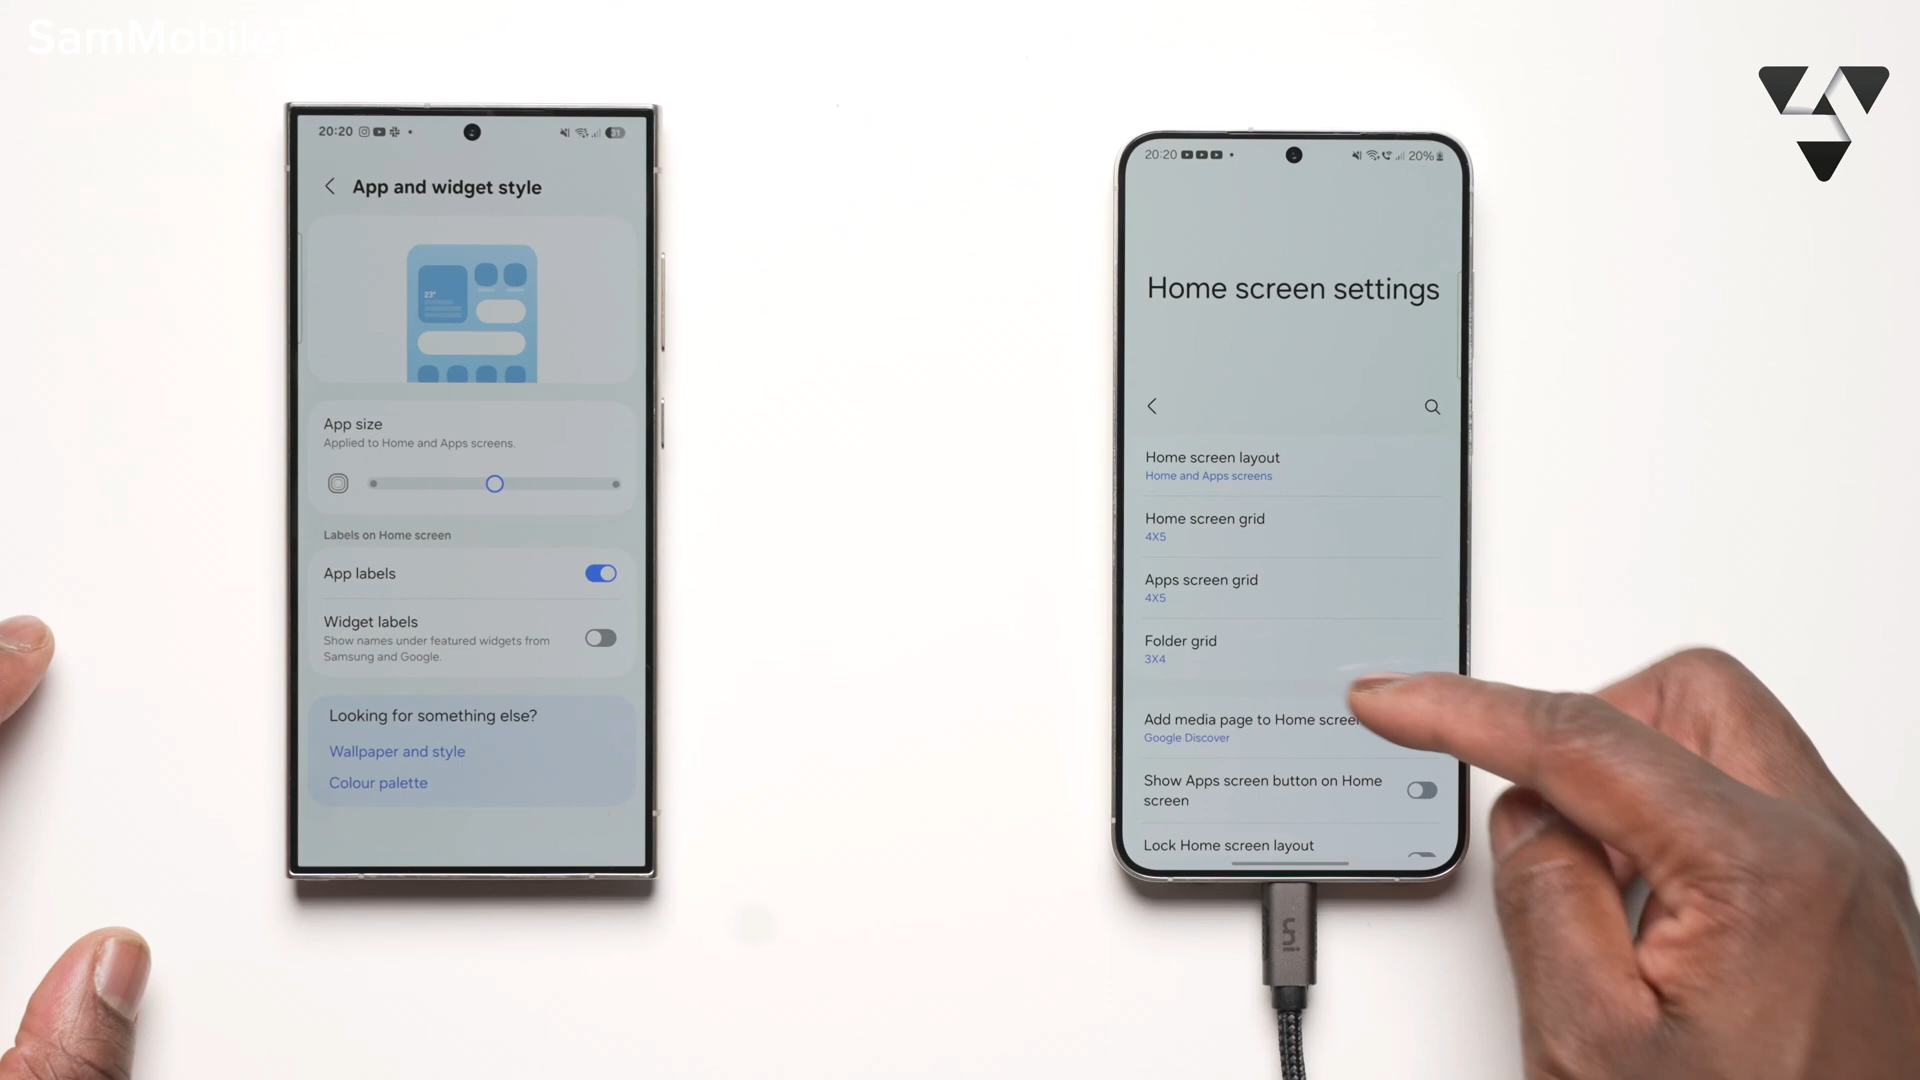 SamMobile
20:20
31
App and widget style
23°
App size
Applied to Home and Apps screens.
Labels on Home screen
App labels
Widget labels
Show names under featured widgets from
Samsung and Google.
Looking for something else?
Wallpaper and style
Colour palette
20:20
20%
Home screen settings
Home screen layout
Home and Apps screens
Home screen grid
4X5
Apps screen grid
4X5
Folder grid
3X4
Add media page to Home screen
Google Discover
Show Apps screen button on Home
screen
Lock Home screen layout
uni